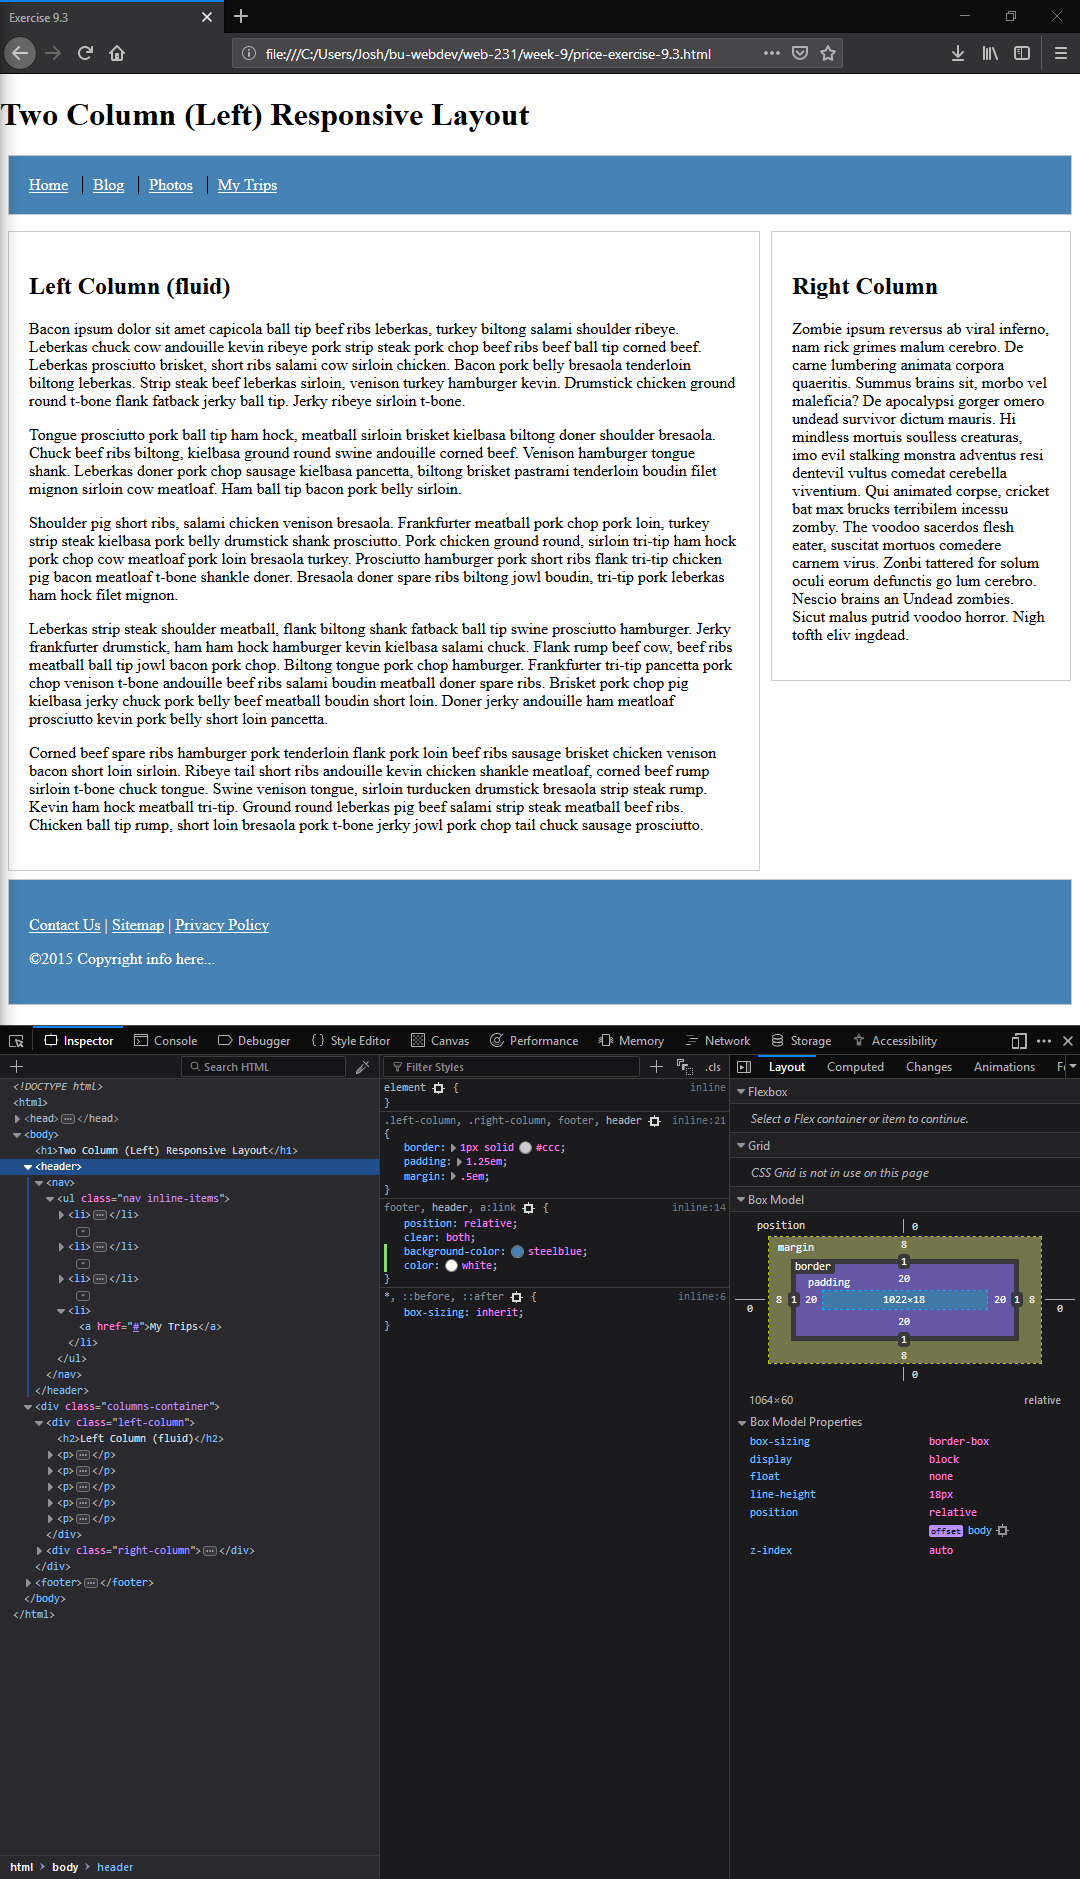 Exercise 9.3
file:///C:/Users/Josh/bu-webdev/web-231/week-9/price-exercise-9.3.html
Two Column (Left) Responsive Layout
Home
Blog
Photos
My Trips
Left Column (fluid)
Bacon ipsum dolor sit amet capicola ball tip beef ribs leberkas, turkey biltong salami shoulder ribeye.
Leberkas chuck cow andouille kevin ribeye pork strip steak pork chop beef ribs beef ball tip corned beef.
Leberkas prosciutto brisket, short ribs salami cow sirloin chicken. Bacon pork belly bresaola tenderloin
biltong leberkas. Strip steak beef leberkas sirloin, venison turkey hamburger kevin. Drumstick chicken ground
round t-bone flank fatback jerky ball tip. Jerky ribeye sirloin t-bone.
Tongue prosciutto pork ball tip ham hock, meatball sirloin brisket kielbasa biltong doner shoulder bresaola.
Chuck beef ribs biltong, kielbasa ground round swine andouille corned beef. Venison hamburger tongue
shank. Leberkas doner pork chop sausage kielbasa pancetta, biltong brisket pastrami tenderloin boudin filet
mignon sirloin cow meatloaf. Ham ball tip bacon pork belly sirloin.
Shoulder pig short ribs, salami chicken venison bresaola. Frankfurter meatball pork chop pork loin, turkey
strip steak kielbasa pork belly drumstick shank prosciutto. Pork chicken ground round, sirloin tri-tip ham hock
pork chop cow meatloaf pork loin bresaola turkey. Prosciutto hamburger pork short ribs flank tri-tip chicken
pig bacon meatloaf t-bone shankle doner. Bresaola doner spare ribs biltong jowl boudin, tri-tip pork leberkas
ham hock filet mignon.
Leberkas strip steak shoulder meatball, flank biltong shank fatback ball tip swine prosciutto hamburger. Jerky
frankfurter drumstick, ham ham hock hamburger kevin kielbasa salami chuck. Flank rump beef cow, beef ribs
meatball ball tip jowl bacon pork chop. Biltong tongue pork chop hamburger. Frankfurter tri-tip pancetta pork
chop venison t-bone andouille beef ribs salami boudin meatball doner spare ribs. Brisket pork chop pig
kielbasa jerky chuck pork belly beef meatball boudin short loin. Doner jerky andouille ham meatloaf
prosciutto kevin pork belly short loin pancetta.
Corned beef spare ribs hamburger pork tenderloin flank pork loin beef ribs sausage brisket chicken venison
bacon short loin sirloin. Ribeye tail short ribs andouille kevin chicken shankle meatloaf, corned beef rump
sirloin t-bone chuck tongue. Swine venison tongue, sirloin turducken drumstick bresaola strip steak rump.
Kevin ham hock meatball tri-tip. Ground round leberkas pig beef salami strip steak meatball beef ribs.
Chicken ball tip rump, short loin bresaola pork t-bone jerky jowl pork chop tail chuck sausage prosciutto.
Right Column
Zombie ipsum reversus ab viral inferno,
nam rick grimes malum cerebro. De
carne lumbering animata corpora
quaeritis. Summus brains sit, morbo vel
maleficia? De apocalypsi gorger omero
undead survivor dictum mauris. Hi
mindless mortuis soulless creaturas,
imo evil stalking monstra adventus resi
dentevil vultus comedat cerebella
viventium. Qui animated corpse, cricket
bat max brucks terribilem incessu
zomby. The voodoo sacerdos flesh
eater, suscitat mortuos comedere
carnem virus. Zonbi tattered for solum
oculi eorum defunctis go lum cerebro.
Nescio brains an Undead zombies.
Sicut malus putrid voodoo horror. Nigh
tofth eliv ingdead.
Contact Us | Sitemap | Privacy Policy
©2015 Copyright info here...
Inspector
Console
Debugger
Style Editor
Canvas
Performance
Memory
Network
Storage
Accessibility
Search HTML
<!DOCTYPE html>
<html>
<head>···</head>
<body>
<h1>Two Column (Left) Responsive Layout</h1>
<header>
<nav>
<ul class="nav inline-items">
<li>···</li>
<li>···</li>
<li>···</li>
<li>
<a href="#">My Trips</a>
</li>
</ul>
</nav>
</header>
<div class="columns-container">
<div class="left-column">
<h2>Left Column (fluid)</h2>
<p>···</p>
<p>···</p>
<p>···</p>
<p>···</p>
<p>···</p>
</div>
<div class="right-column">···</div>
</div>
<footer>···</footer>
</body>
</html>
html > body > header
Filter Styles
.cls
element { inline
}
.left-column, .right-column, footer, header inline:21
{
border: 1px solid #ccc;
padding: 1.25em;
margin: .5em;
}
footer, header, a:link { inline:14
position: relative;
clear: both;
background-color: steelblue;
color: white;
}
*, ::before, ::after { inline:6
box-sizing: inherit;
}
Layout
Computed
Changes
Animations
F
Flexbox
Select a Flex container or item to continue.
Grid
CSS Grid is not in use on this page
Box Model
position 0
margin 8
border 1
padding 20
0 8 1 20 1022×18 20 1 8 0
20
1
8
0
1064×60 relative
Box Model Properties
box-sizing border-box
display block
float none
line-height 18px
position relative
offset body
z-index auto